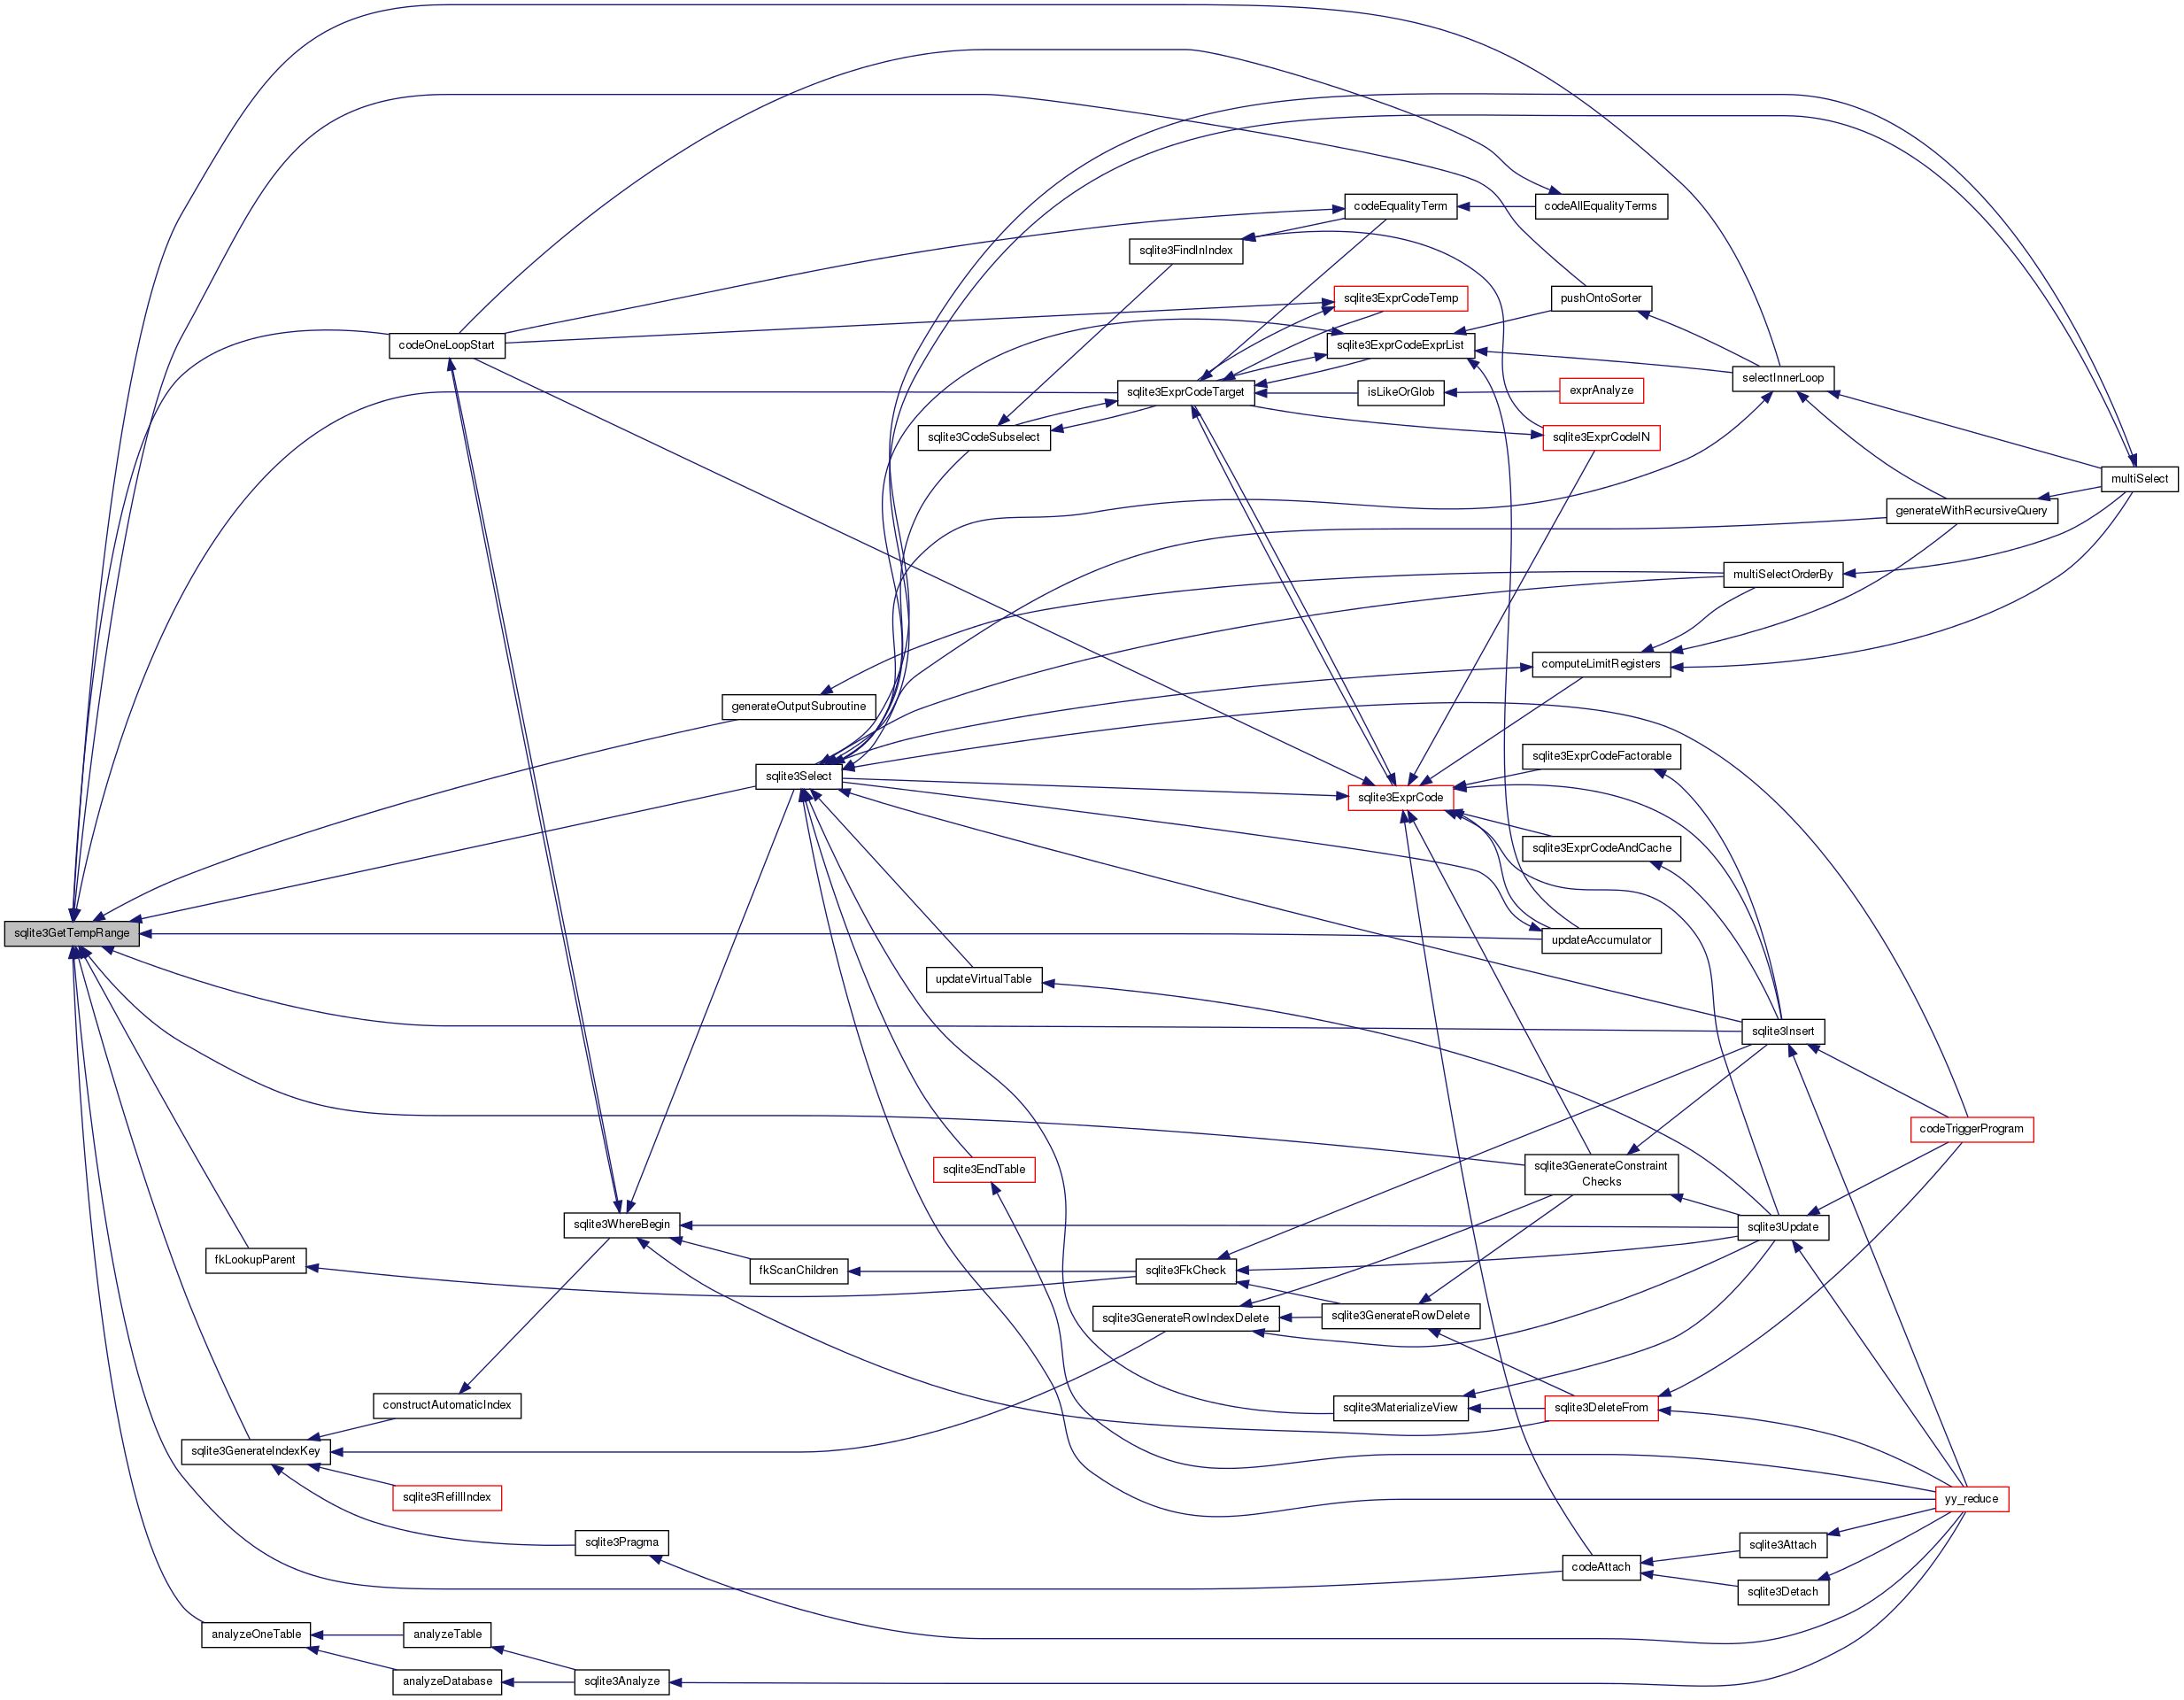 codeEqualityTerm
codeAllEqualityTerms
sqlite3FindInIndex
sqlite3ExprCodeTemp
pushOntoSorter
codeOneLoopStart
sqlite3ExprCodeExprList
selectInnerLoop
sqlite3ExprCodeTarget
isLikeOrGlob
exprAnalyze
sqlite3CodeSubselect
sqlite3ExprCodeIN
multiSelect
generateWithRecursiveQuery
multiSelectOrderBy
computeLimitRegisters
generateOutputSubroutine
sqlite3ExprCodeFactorable
sqlite3Select
sqlite3ExprCode
sqlite3ExprCodeAndCache
sqlite3GetTempRange
updateAccumulator
updateVirtualTable
sqlite3Insert
codeTriggerProgram
sqlite3EndTable
sqlite3GenerateConstraint
Checks
sqlite3WhereBegin
sqlite3Update
fkLookupParent
fkScanChildren
sqlite3FkCheck
sqlite3GenerateRowIndexDelete
sqlite3GenerateRowDelete
constructAutomaticIndex
sqlite3MaterializeView
sqlite3DeleteFrom
sqlite3GenerateIndexKey
sqlite3RefillIndex
yy_reduce
sqlite3Pragma
sqlite3Attach
codeAttach
sqlite3Detach
analyzeOneTable
analyzeTable
analyzeDatabase
sqlite3Analyze